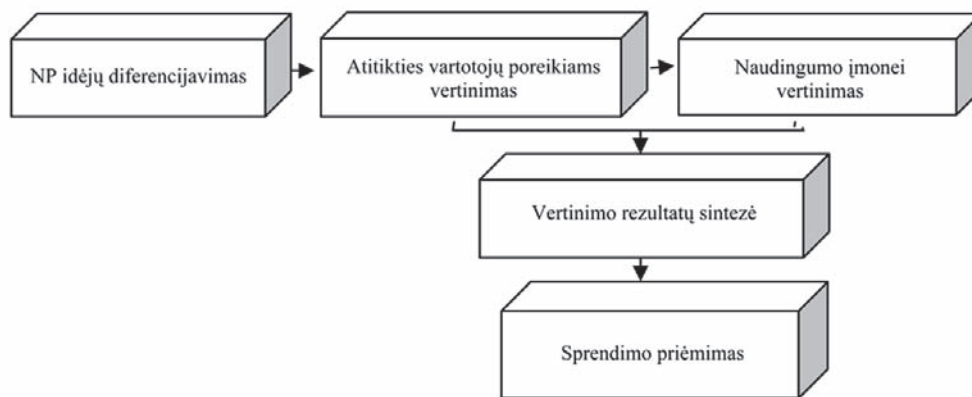 NP idėjų diferencijavimas
Atitikties vartotojų poreikiams
vertinimas
Naudingumo įmonei
vertinimas
Vertinimo rezultatų sintezė
Sprendimo priėmimas